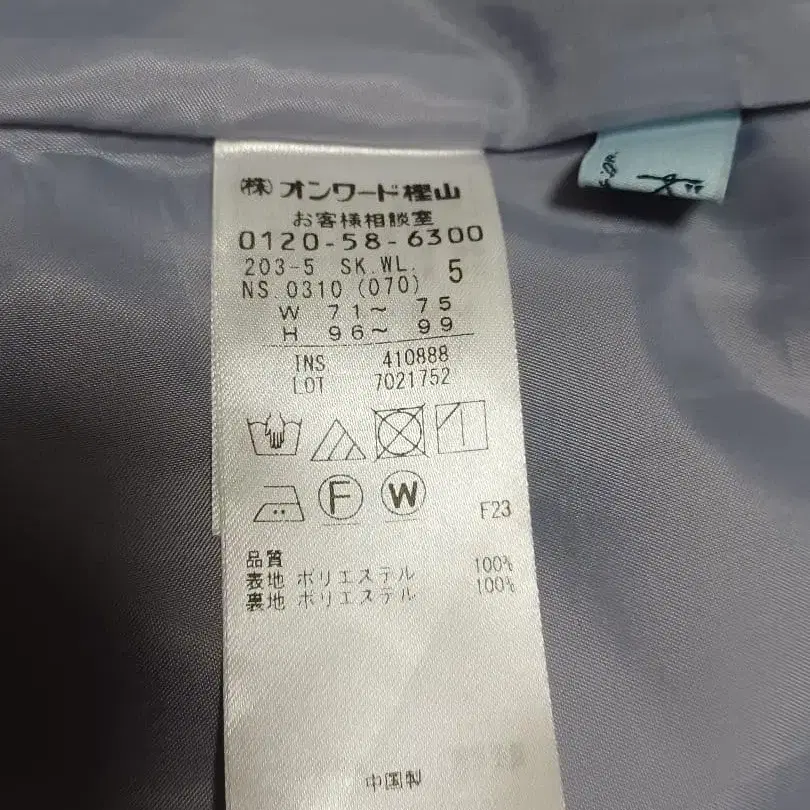 ㈱オンワード樫山
お客様相談室
0120-58-6300
203-5 SK.WL. 5
NS.0310 (070)
W 71～ 75
H 96～ 99
INS 410888
LOT 7021752
F W
F23
品質
表地 ポリエステル 100%
裏地 ポリエステル 100%
中国製